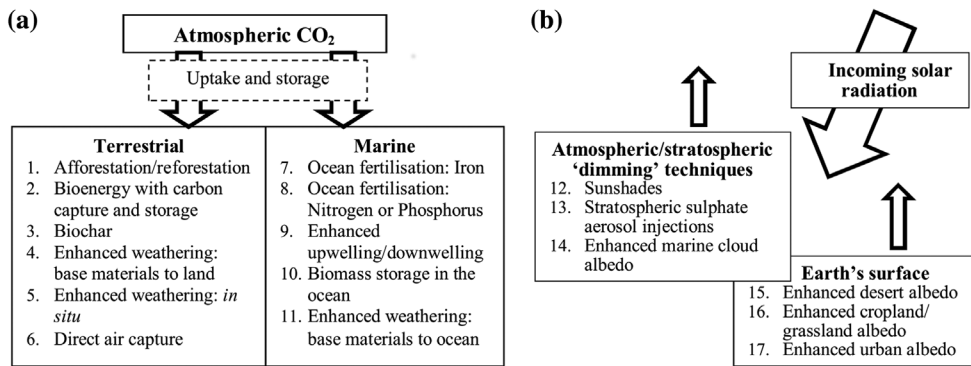 (a)
Atmospheric CO₂
Uptake and storage
Terrestrial
1. Afforestation/reforestation
2. Bioenergy with carbon
capture and storage
3. Biochar
4. Enhanced weathering:
base materials to land
5. Enhanced weathering: in
situ
6. Direct air capture
Marine
7. Ocean fertilisation: Iron
8. Ocean fertilisation:
Nitrogen or Phosphorus
9. Enhanced
upwelling/downwelling
10. Biomass storage in the
ocean
11. Enhanced weathering:
base materials to ocean
(b)
Incoming solar
radiation
Atmospheric/stratospheric
‘dimming’ techniques
12. Sunshades
13. Stratospheric sulphate
aerosol injections
14. Enhanced marine cloud
albedo
Earth’s surface
15. Enhanced desert albedo
16. Enhanced cropland/
grassland albedo
17. Enhanced urban albedo